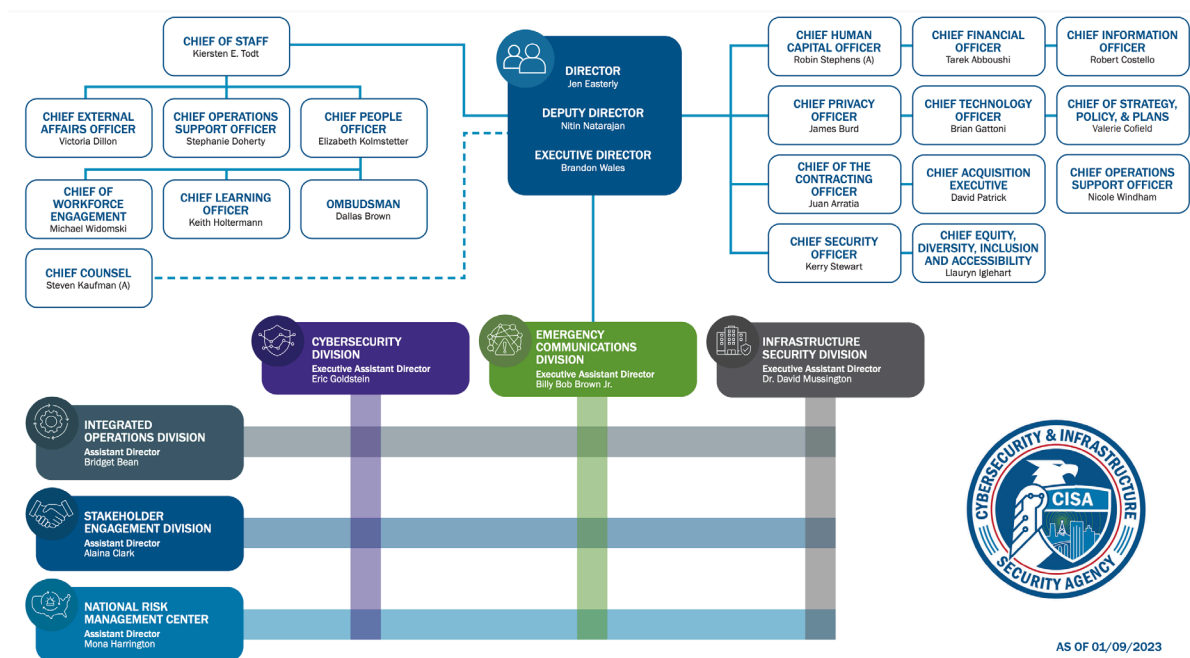 CHIEF OF STAFF
Kiersten E. Todt
CHIEF EXTERNAL
AFFAIRS OFFICER
Victoria Dillon
CHIEF OPERATIONS
SUPPORT OFFICER
Stephanie Doherty
CHIEF PEOPLE
OFFICER
Elizabeth Kolmstetter
CHIEF OF
WORKFORCE
ENGAGEMENT
Michael Widomski
CHIEF LEARNING
OFFICER
Keith Holtermann
OMBUDSMAN
Dallas Brown
CHIEF COUNSEL
Steven Kaufman (A)
DIRECTOR
Jen Easterly
DEPUTY DIRECTOR
Nitin Natarajan
EXECUTIVE DIRECTOR
Brandon Wales
CHIEF HUMAN
CAPITAL OFFICER
Robin Stephens (A)
CHIEF FINANCIAL
OFFICER
Tarek Abboushi
CHIEF INFORMATION
OFFICER
Robert Costello
CHIEF PRIVACY
OFFICER
James Burd
CHIEF TECHNOLOGY
OFFICER
Brian Gattoni
CHIEF OF STRATEGY,
POLICY, & PLANS
Valerie Cofield
CHIEF OF THE
CONTRACTING
OFFICER
Juan Arratia
CHIEF ACQUISITION
EXECUTIVE
David Patrick
CHIEF OPERATIONS
SUPPORT OFFICER
Nicole Windham
CHIEF SECURITY
OFFICER
Kerry Stewart
CHIEF EQUITY,
DIVERSITY, INCLUSION
AND ACCESSIBILITY
Llauryn Iglehart
CYBERSECURITY
DIVISION
Executive Assistant Director
Eric Goldstein
EMERGENCY
COMMUNICATIONS
DIVISION
Executive Assistant Director
Billy Bob Brown Jr.
INFRASTRUCTURE
SECURITY DIVISION
Executive Assistant Director
Dr. David Mussington
INTEGRATED
OPERATIONS DIVISION
Assistant Director
Bridget Bean
STAKEHOLDER
ENGAGEMENT DIVISION
Assistant Director
Alaina Clark
NATIONAL RISK
MANAGEMENT CENTER
Assistant Director
Mona Harrington
CYBERSECURITY & INFRASTRUCTURE
CISA
SECURITY AGENCY
AS OF 01/09/2023